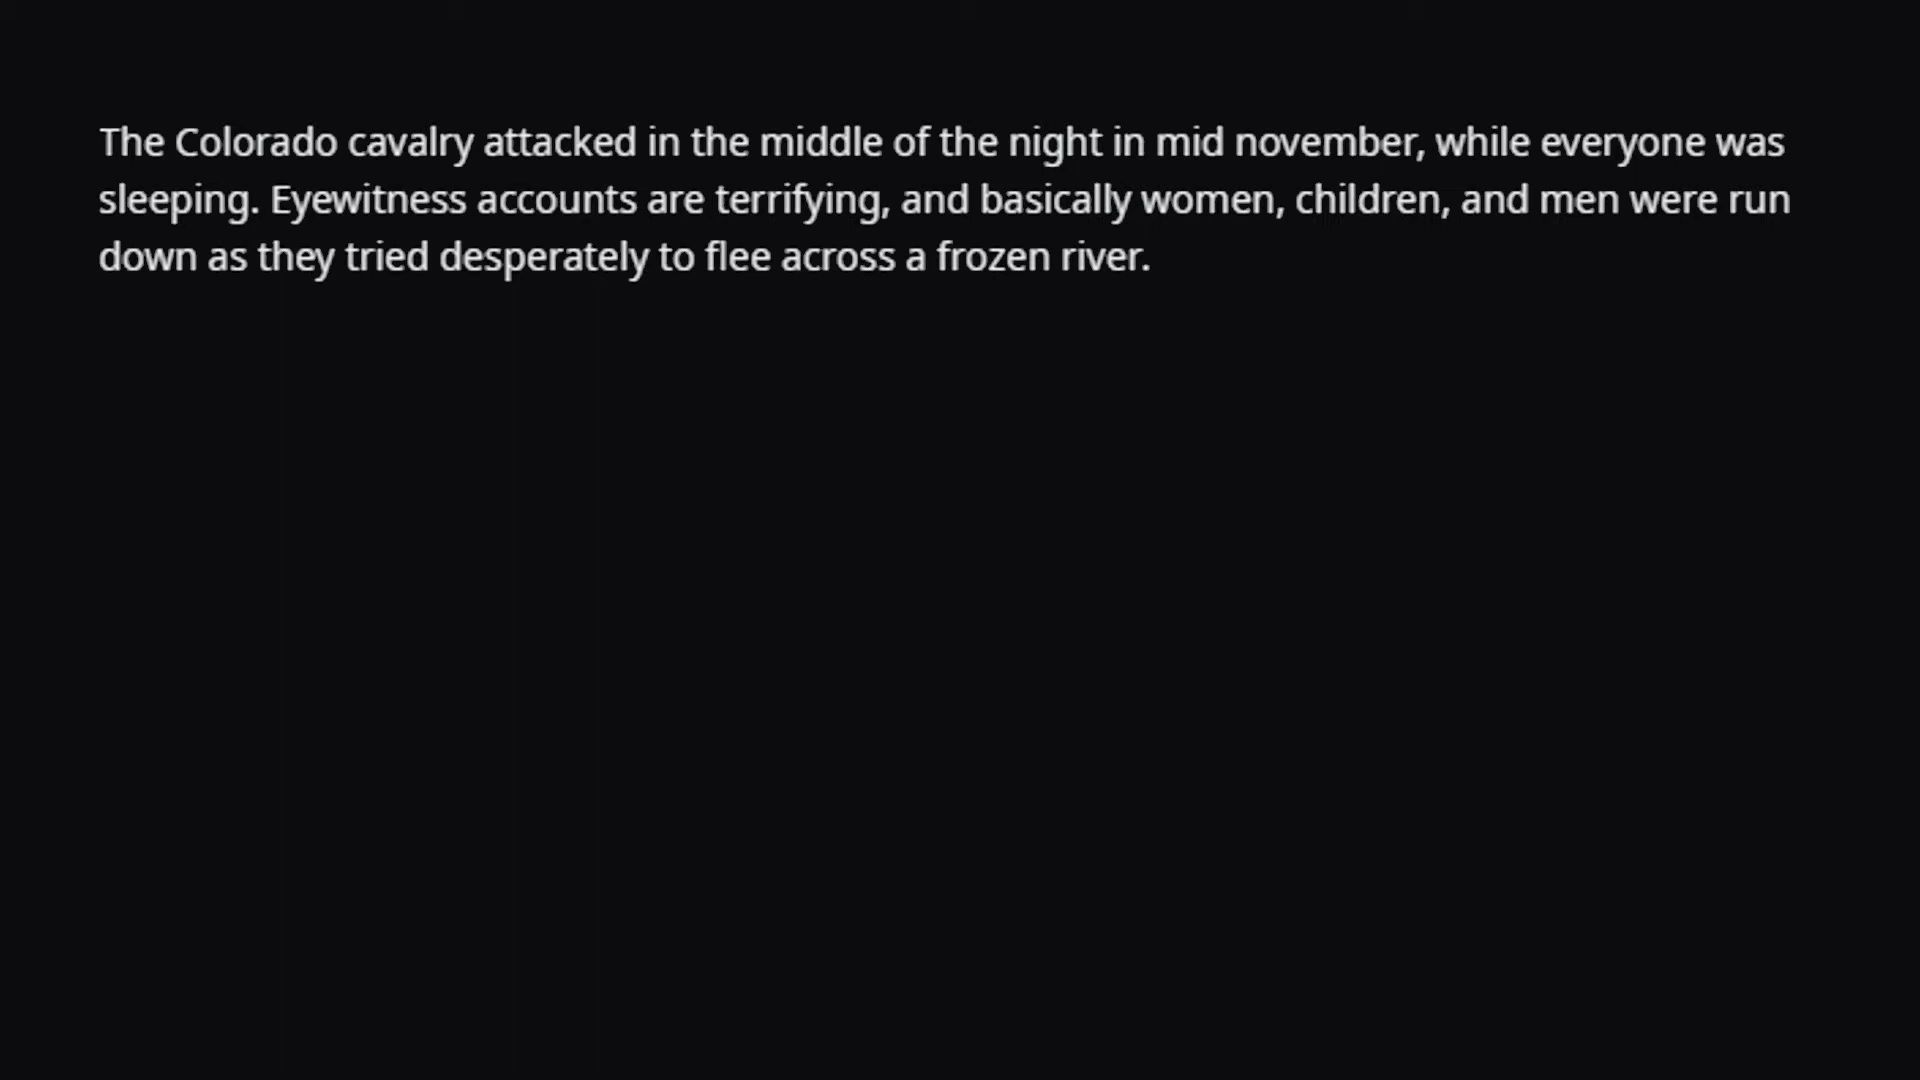 The Colorado cavalry attacked in the middle of the night in mid november, while everyone was
sleeping. Eyewitness accounts are terrifying, and basically women, children, and men were run
down as they tried desperately to flee across a frozen river.